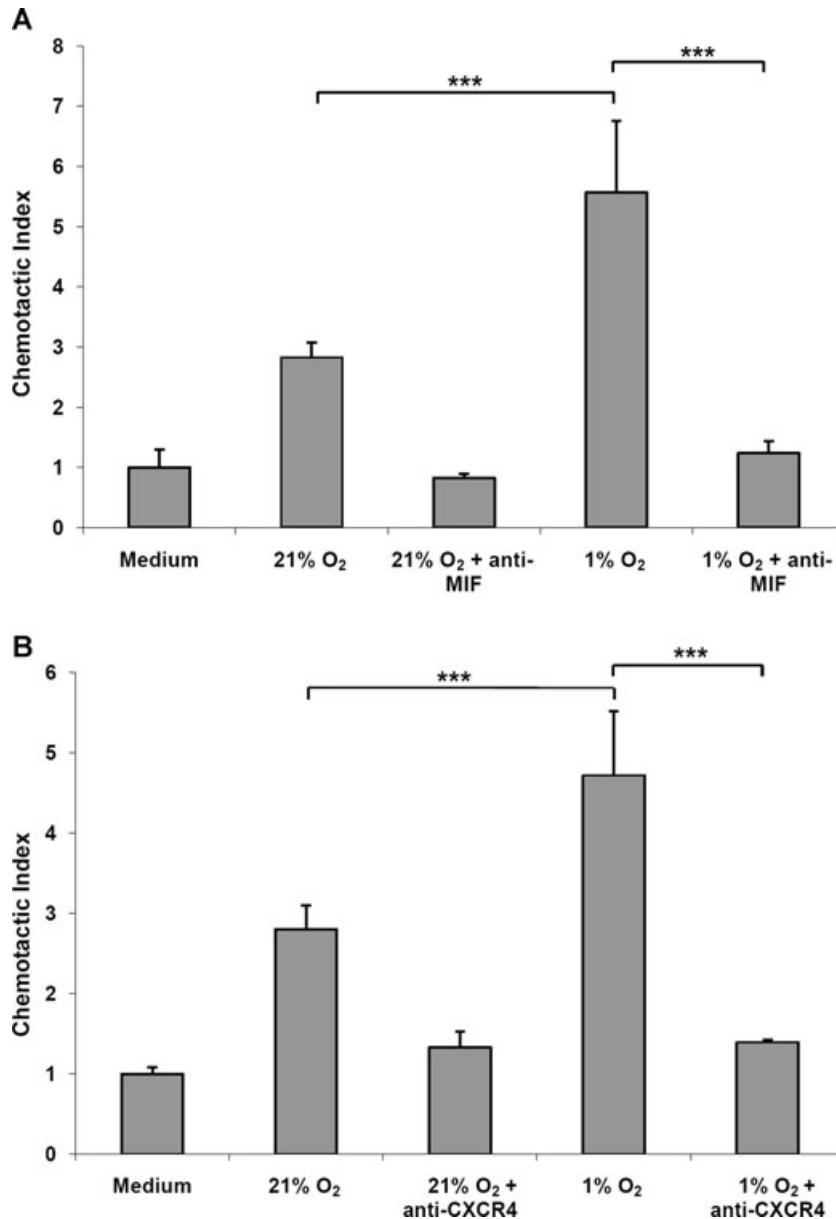 A
8
7
6
5
4
3
2
1
0
Chemotactic Index
***
***
Medium
21% O₂
21% O₂ + anti-
MIF
1% O₂
1% O₂ + anti-
MIF
B
6
5
4
3
2
1
0
Chemotactic Index
***
***
Medium
21% O₂
21% O₂ +
anti-CXCR4
1% O₂
1% O₂ +
anti-CXCR4